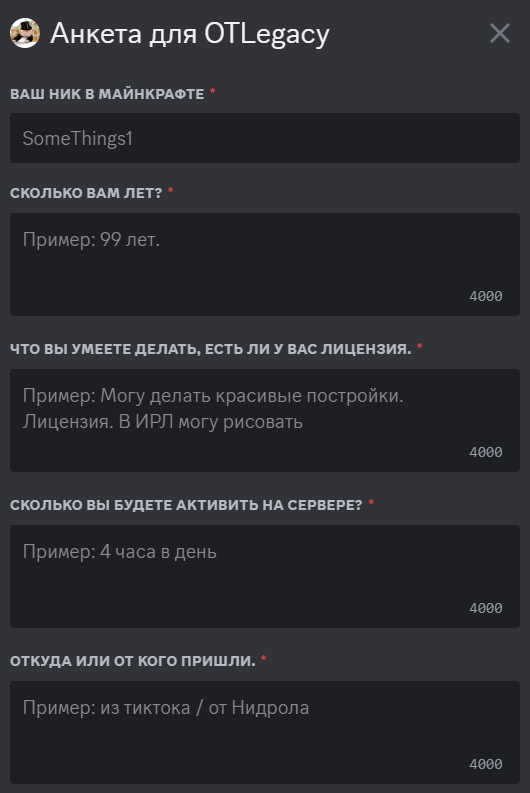 Анкета для OTLegacy
ВАШ НИК В МАЙНКРАФТЕ *
SomeThings1
СКОЛЬКО ВАМ ЛЕТ? *
Пример: 99 лет.
4000
ЧТО ВЫ УМЕЕТЕ ДЕЛАТЬ, ЕСТЬ ЛИ У ВАС ЛИЦЕНЗИЯ. *
Пример: Могу делать красивые постройки.
Лицензия. В ИРЛ могу рисовать
4000
СКОЛЬКО ВЫ БУДЕТЕ АКТИВИТЬ НА СЕРВЕРЕ? *
Пример: 4 часа в день
4000
ОТКУДА ИЛИ ОТ КОГО ПРИШЛИ. *
Пример: из тиктока / от Нидрола
4000